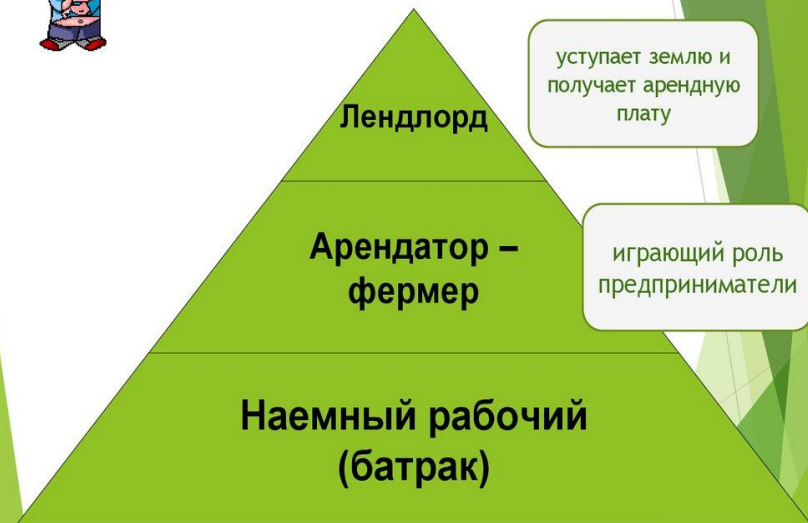 Лендлорд
уступает землю и
получает арендную
плату
Арендатор –
фермер
играющий роль
предприниматели
Наемный рабочий
(батрак)